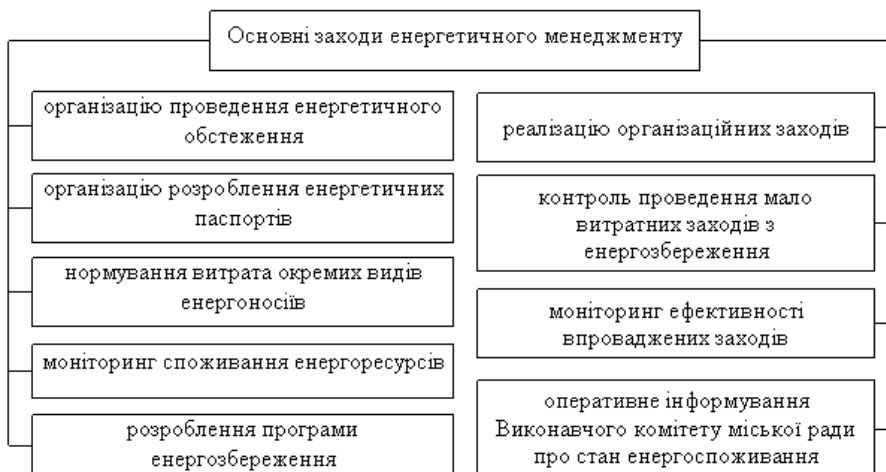 Основні заходи енергетичного менеджменту
організацію проведення енергетичного
обстеження
організацію розроблення енергетичних
паспортів
нормування витрата окремих видів
енергоносіїв
моніторинг споживання енергоресурсів
розроблення програми
енергозбереження
реалізацію організаційних заходів
контроль проведення мало
витратних заходів з
енергозбереження
моніторинг ефективності
впроваджених заходів
оперативне інформування
Виконавчого комітету міської ради
про стан енергоспоживання